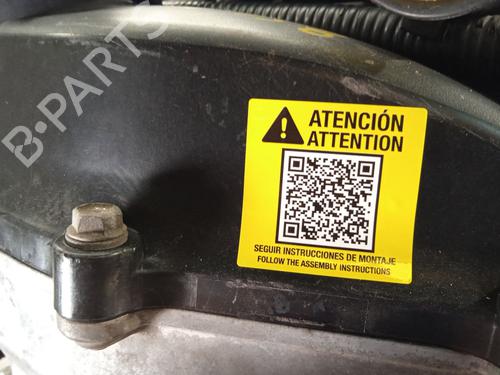 B-PARTS
ATENCIÓN
ATTENTION
SEGUIR INSTRUCCIONES DE MONTAJE
FOLLOW THE ASSEMBLY INSTRUCTIONS